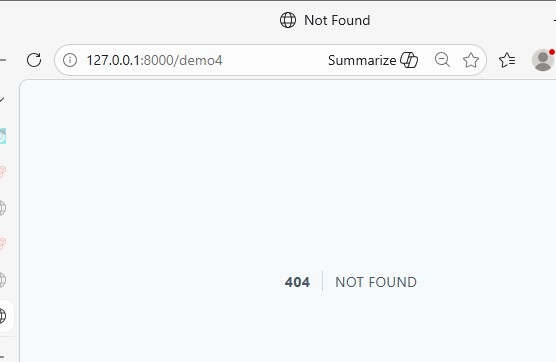 Not Found
127.0.0.1:8000/demo4 Summarize
404 NOT FOUND